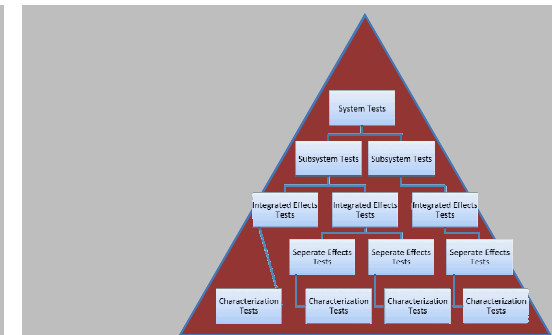 System Tests
Subsystem Tests
Subsystem Tests
Integrated Effects
Tests
Integrated Effects
Tests
Integrated Effects
Tests
Seperate Effects
Tests
Seperate Effects
Tests
Seperate Effects
Tests
Characterization
Tests
Characterization
Tests
Characterization
Tests
Characterization
Tests